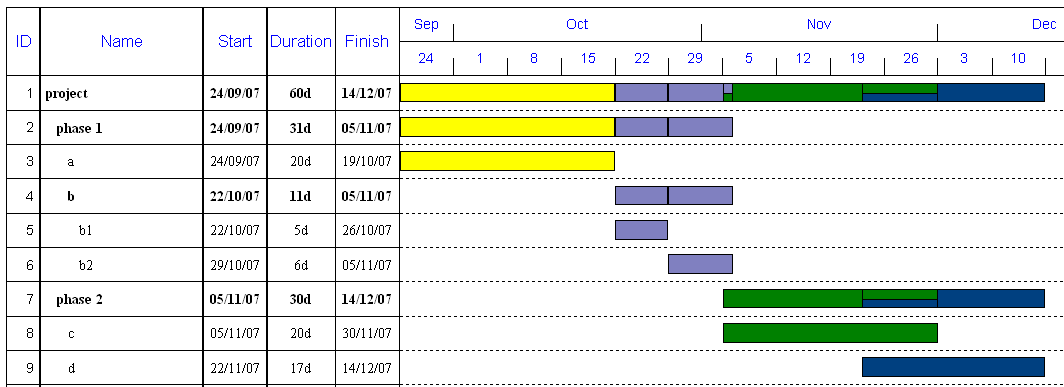 Sep Oct Nov Dec
ID Name Start Duration Finish
24 1 8 15 22 29 5 12 19 26 3 10
1 project 24/09/07 60d 14/12/07
2 phase 1 24/09/07 31d 05/11/07
3 a 24/09/07 20d 19/10/07
4 b 22/10/07 11d 05/11/07
5 b1 22/10/07 5d 26/10/07
6 b2 29/10/07 6d 05/11/07
7 phase 2 05/11/07 30d 14/12/07
8 c 05/11/07 20d 30/11/07
9 d 22/11/07 17d 14/12/07